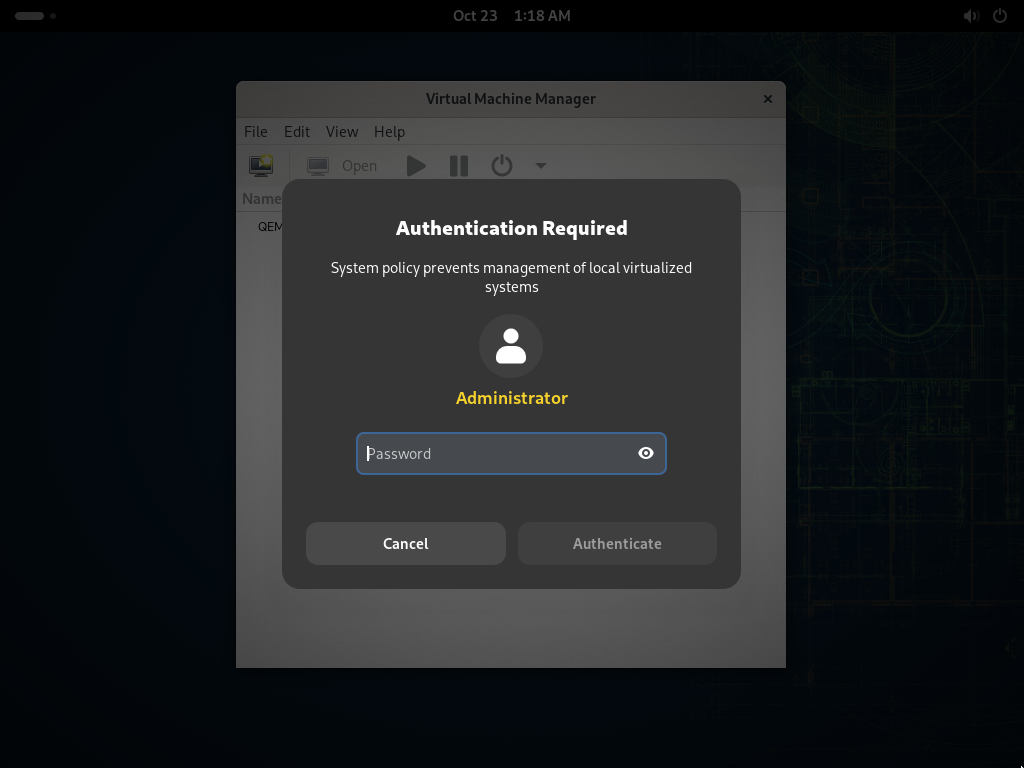 Oct 23 1:18 AM
Virtual Machine Manager
File Edit View Help
Open
Name
QEM
Authentication Required
System policy prevents management of local virtualized
systems
Administrator
Password
Cancel Authenticate